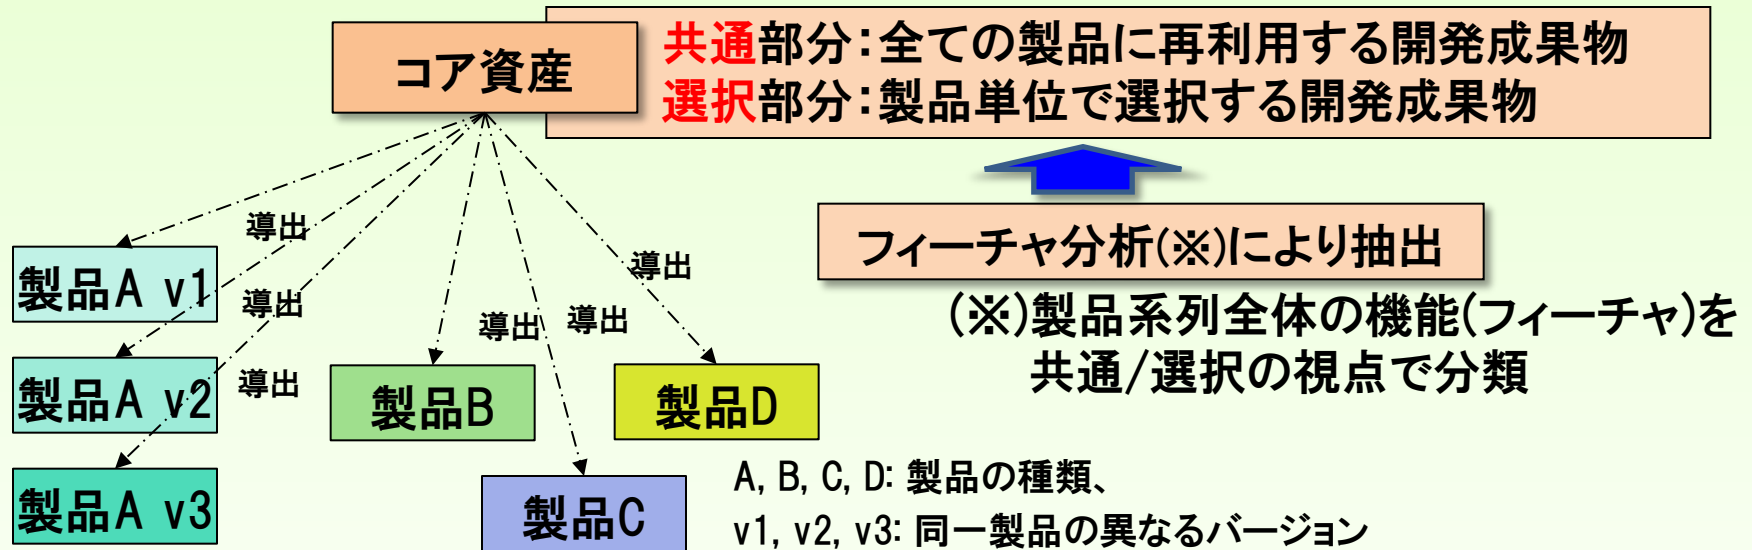 コア資産
共通部分：全ての製品に再利用する開発成果物
選択部分：製品単位で選択する開発成果物
フィーチャ分析(※)により抽出
(※)製品系列全体の機能(フィーチャ)を
共通/選択の視点で分類
導出
導出
導出
導出
導出
導出
製品A v1
製品A v2
製品A v3
製品B
製品C
製品D
A, B, C, D: 製品の種類、
v1, v2, v3: 同一製品の異なるバージョン